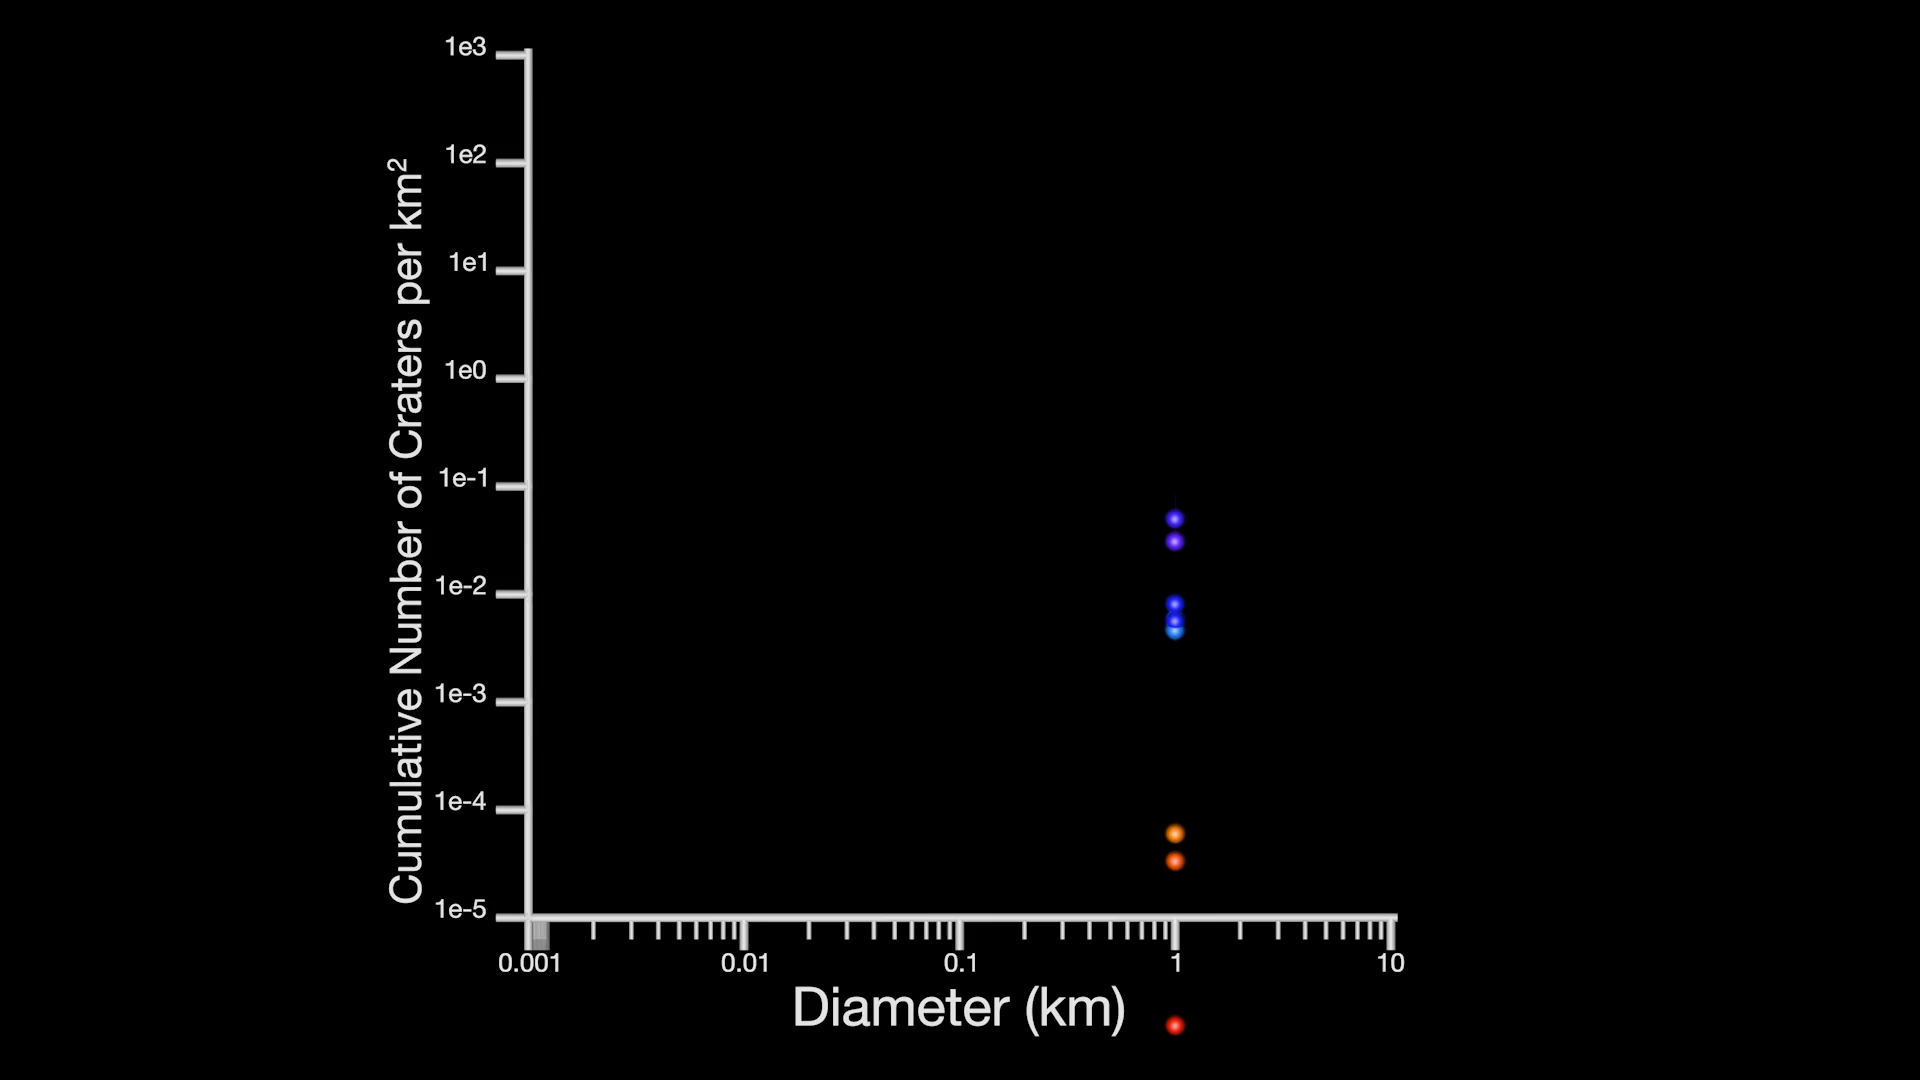 Cumulative Number of Craters per km²
1e3
1e2
1e1
1e0
1e-1
1e-2
1e-3
1e-4
1e-5
0.001 0.01 0.1 1 10
Diameter (km)